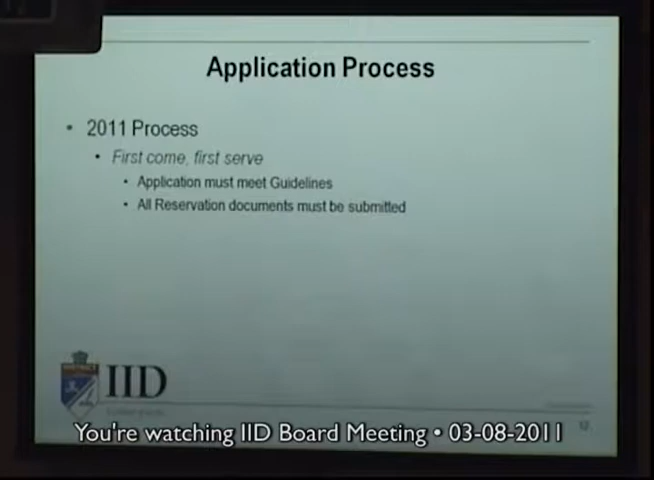 Application Process
• 2011 Process
• First come, first serve
• Application must meet Guidelines
• All Reservation documents must be submitted
DISTRICT
IID
You're watching IID Board Meeting • 03-08-2011